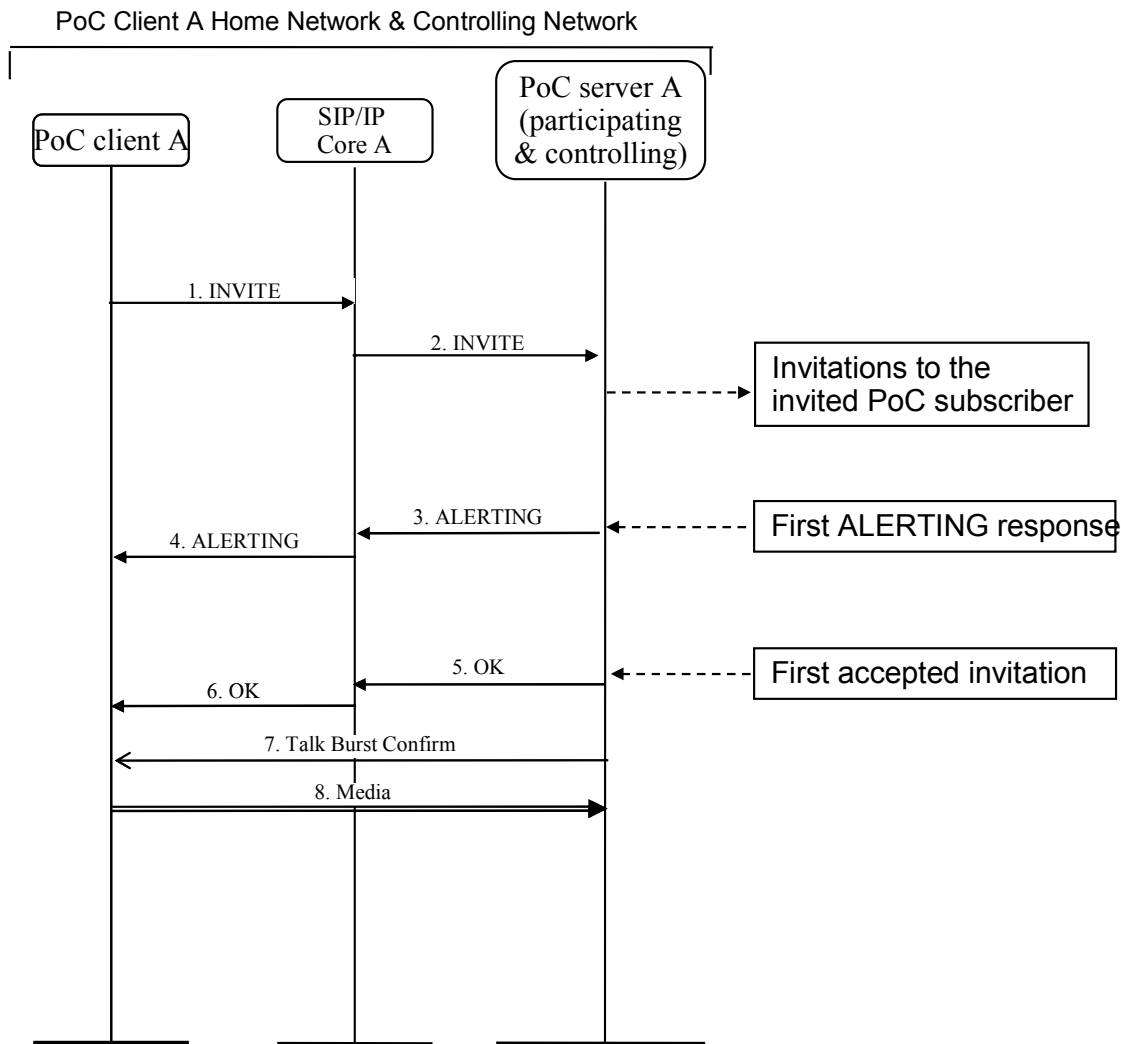 PoC Client A Home Network & Controlling Network
PoC client A
SIP/IP
Core A
PoC server A
(participating
& controlling)
1. INVITE
2. INVITE
Invitations to the
invited PoC subscriber
3. ALERTING
First ALERTING response
4. ALERTING
5. OK
First accepted invitation
6. OK
7. Talk Burst Confirm
8. Media